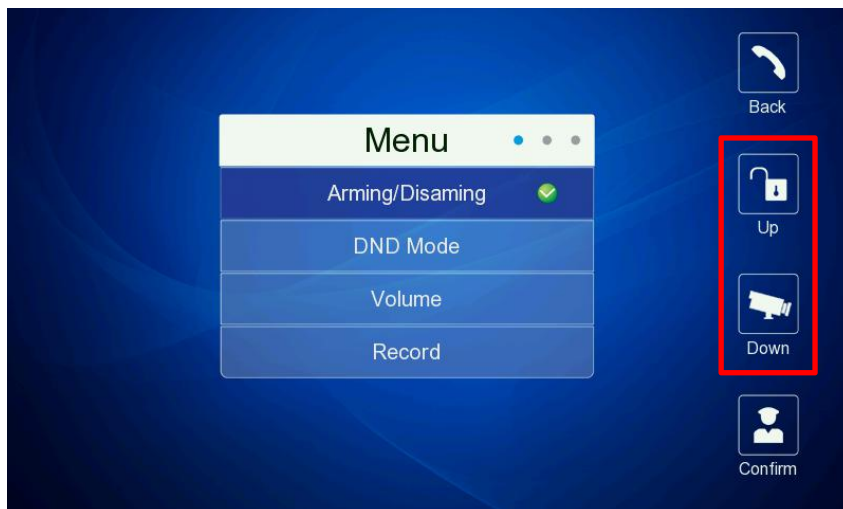 Menu
Arming/Disaming
DND Mode
Volume
Record
Back
Up
Down
Confirm